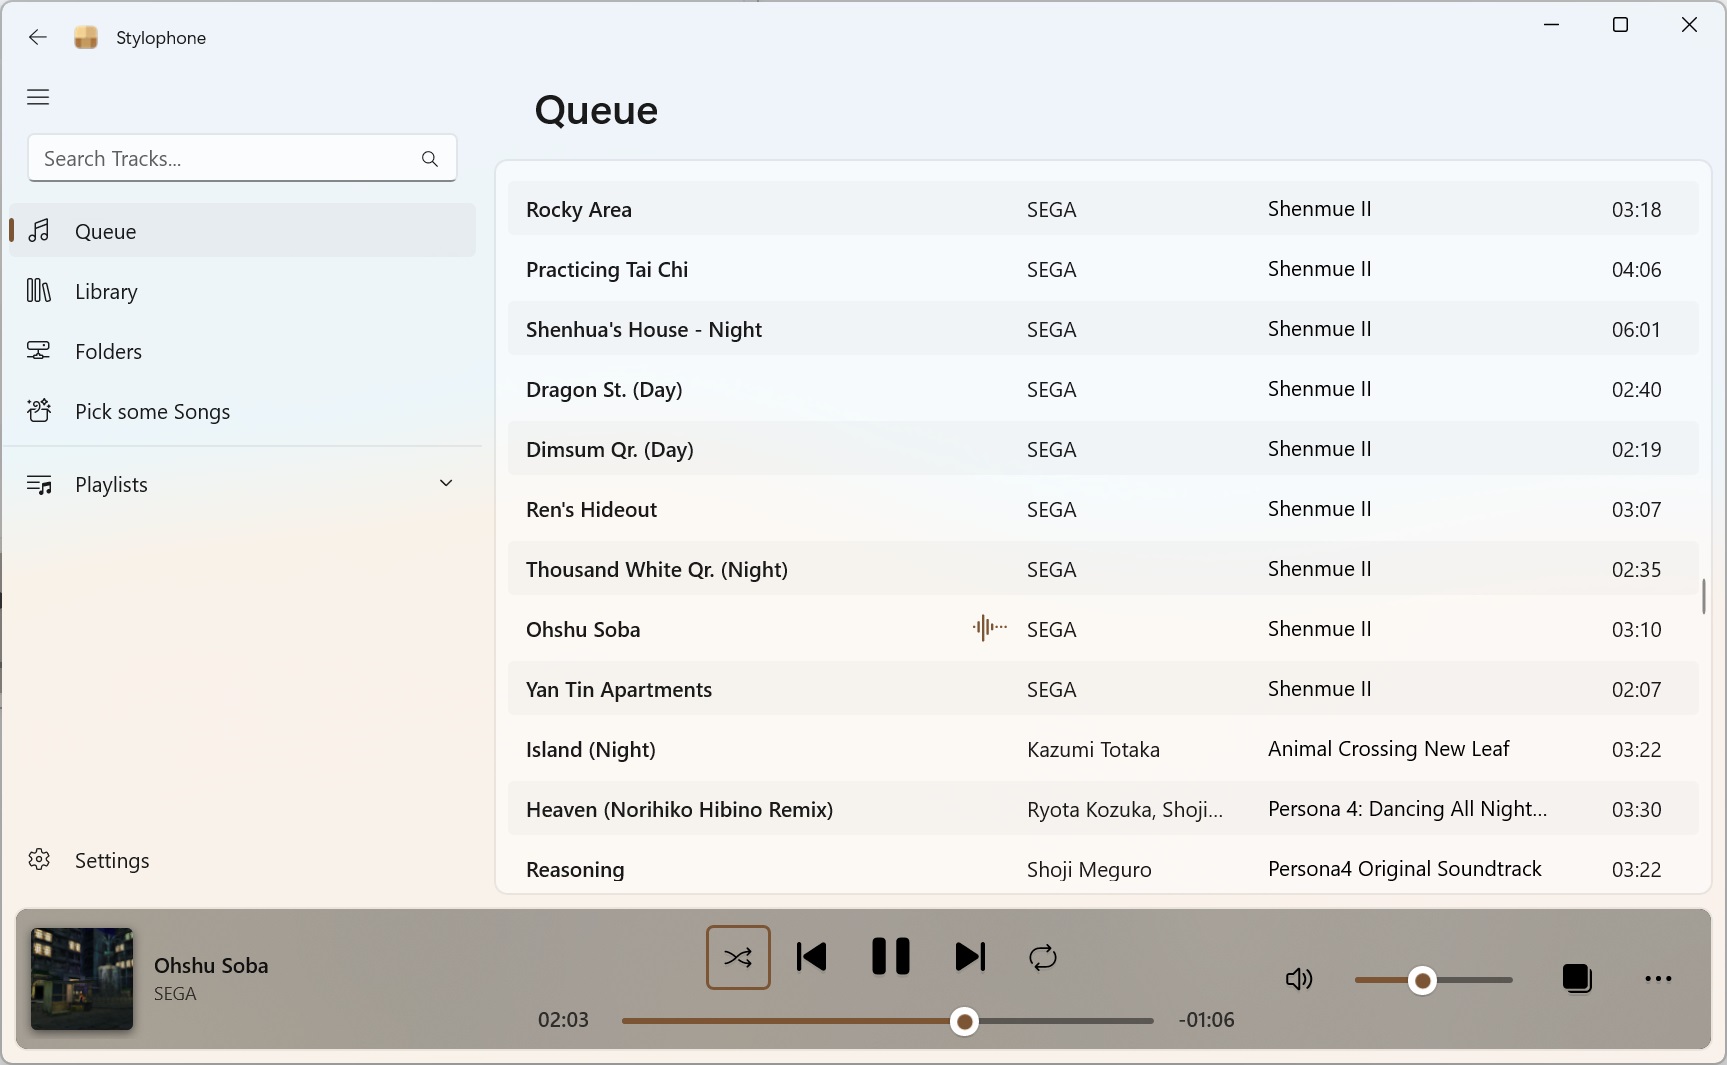 Stylophone
Search Tracks...
Queue
Library
Folders
Pick some Songs
Playlists
Settings
Queue
Rocky Area SEGA Shenmue II 03:18
Practicing Tai Chi SEGA Shenmue II 04:06
Shenhua's House - Night SEGA Shenmue II 06:01
Dragon St. (Day) SEGA Shenmue II 02:40
Dimsum Qr. (Day) SEGA Shenmue II 02:19
Ren's Hideout SEGA Shenmue II 03:07
Thousand White Qr. (Night) SEGA Shenmue II 02:35
Ohshu Soba SEGA Shenmue II 03:10
Yan Tin Apartments SEGA Shenmue II 02:07
Island (Night) Kazumi Totaka Animal Crossing New Leaf 03:22
Heaven (Norihiko Hibino Remix) Ryota Kozuka, Shoji... Persona 4: Dancing All Night... 03:30
Reasoning Shoji Meguro Persona4 Original Soundtrack 03:22
Ohshu Soba
SEGA
02:03 -01:06